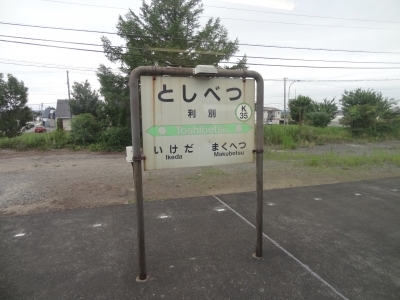 としべつ
利別
K
35
Toshibetsu
いけだ まくべつ
Ikeda Makubetsu